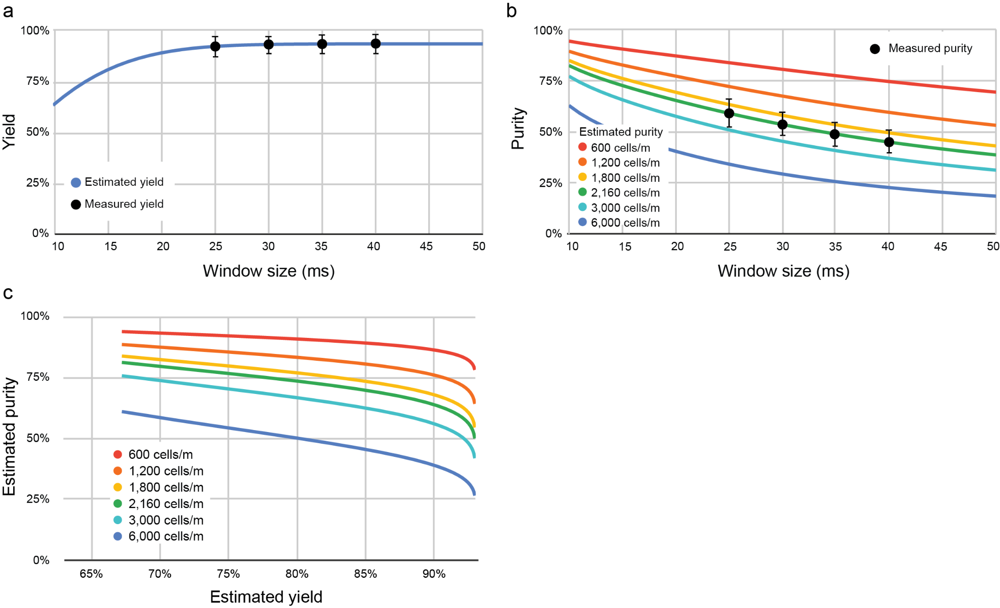 a
100%
75%
50%
25%
0%
Yield
Estimated yield
Measured yield
10 15 20 25 30 35 40 45 50
Window size (ms)
b
100%
75%
50%
25%
0%
Purity
Measured purity
Estimated purity
600 cells/m
1,200 cells/m
1,800 cells/m
2,160 cells/m
3,000 cells/m
6,000 cells/m
10 15 20 25 30 35 40 45 50
Window size (ms)
c
100%
75%
50%
25%
0%
Estimated purity
600 cells/m
1,200 cells/m
1,800 cells/m
2,160 cells/m
3,000 cells/m
6,000 cells/m
65% 70% 75% 80% 85% 90%
Estimated yield